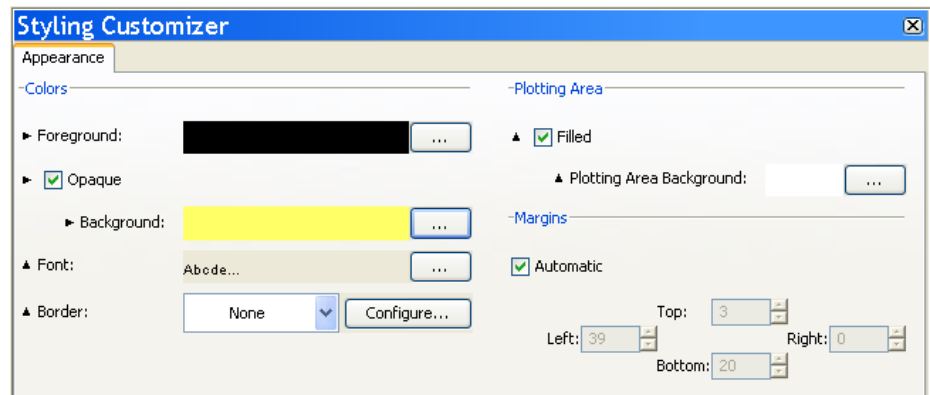 Styling Customizer
Appearance
Colors
Foreground:
...
Opaque
Background:
...
Font:
Abcde...
...
Border:
None
Configure...
Plotting Area
Filled
Plotting Area Background:
...
Margins
Automatic
Top: 3
Left: 39
Right: 0
Bottom: 20